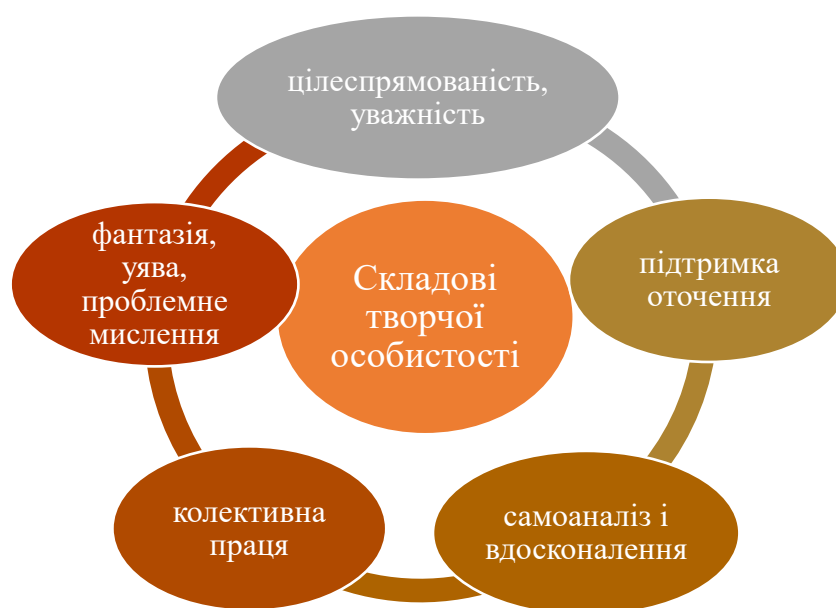 цілеспрямованість,
уважність
підтримка
оточення
самоаналіз і
вдосконалення
колективна
праця
фантазія,
уява,
проблемне
мислення
Складові
творчої
особистості